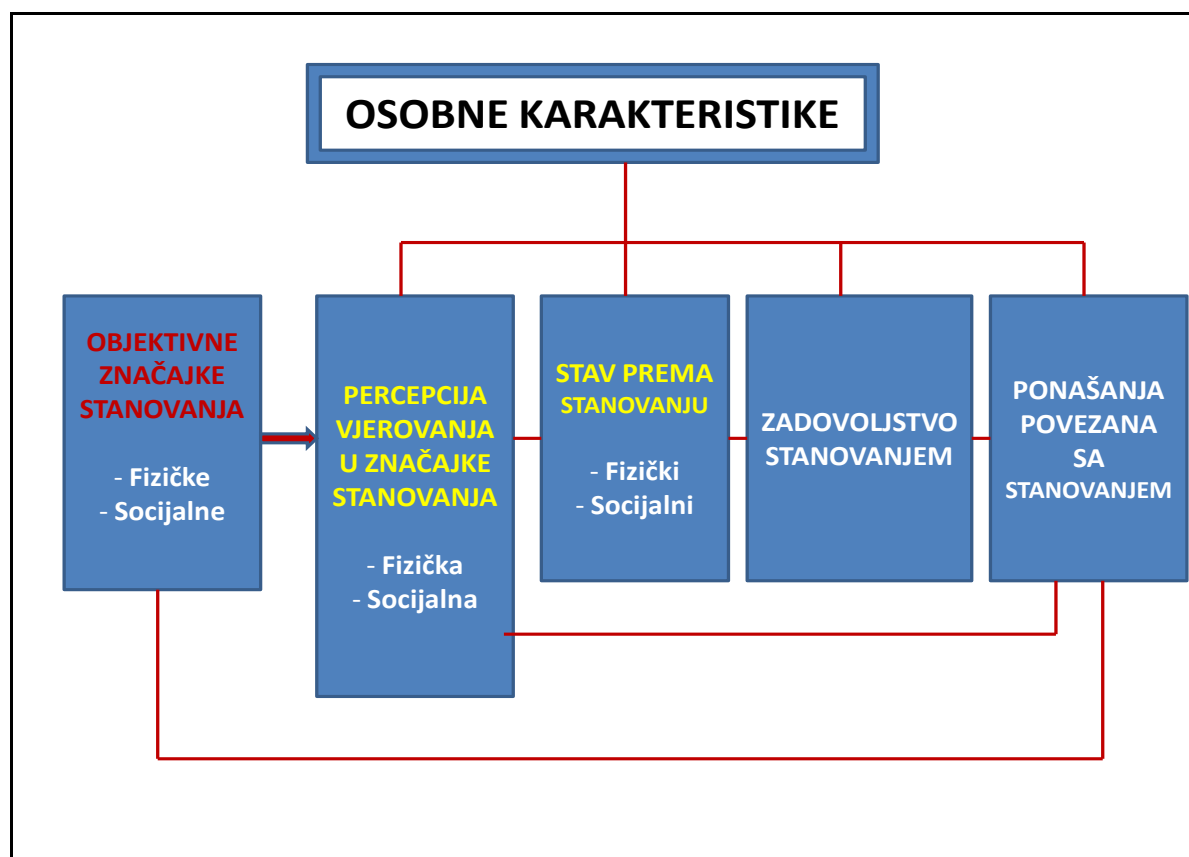 OSOBNE KARAKTERISTIKE
OBJEKTIVNE
ZNAČAJKE
STANOVANJA
- Fizičke
- Socijalne
PERCEPCIJA
VJEROVANJA
U ZNAČAJKE
STANOVANJA
- Fizička
- Socijalna
STAV PREMA
STANOVANJU
- Fizički
- Socijalni
ZADOVOLJSTVO
STANOVANJEM
PONAŠANJA
POVEZANA
SA
STANOVANJEM